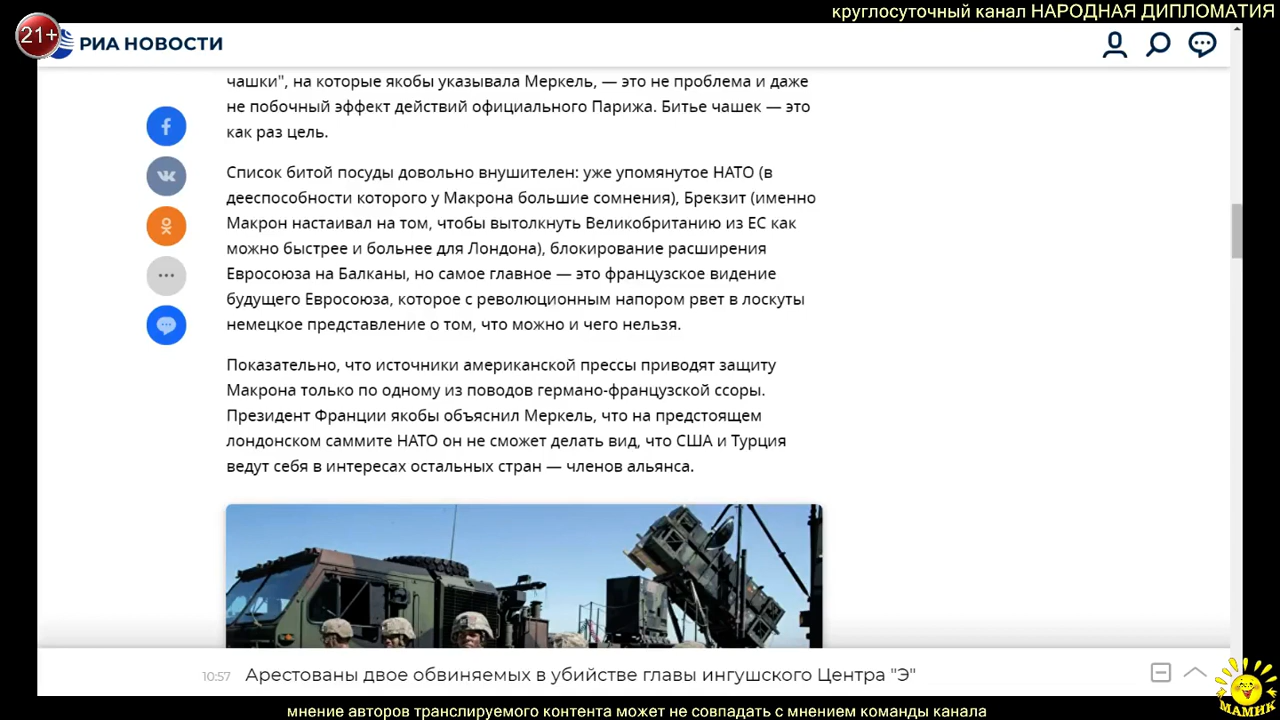 круглосуточный канал НАРОДНАЯ ДИПЛОМАТИЯ
21+
РИА НОВОСТИ
чашки", на которые якобы указывала Меркель, — это не проблема и даже
не побочный эффект действий официального Парижа. Битье чашек — это
как раз цель.
Список битой посуды довольно внушителен: уже упомянутое НАТО (в
дееспособности которого у Макрона большие сомнения), Брекзит (именно
Макрон настаивал на том, чтобы вытолкнуть Великобританию из ЕС как
можно быстрее и больнее для Лондона), блокирование расширения
Евросоюза на Балканы, но самое главное — это французское видение
будущего Евросоюза, которое с революционным напором рвет в лоскуты
немецкое представление о том, что можно и чего нельзя.
Показательно, что источники американской прессы приводят защиту
Макрона только по одному из поводов германо-французской ссоры.
Президент Франции якобы объяснил Меркель, что на предстоящем
лондонском саммите НАТО он не сможет делать вид, что США и Турция
ведут себя в интересах остальных стран — членов альянса.
10:57 Арестованы двое обвиняемых в убийстве главы ингушского Центра "Э"
МАМИК
мнение авторов транслируемого контента может не совпадать с мнением команды канала